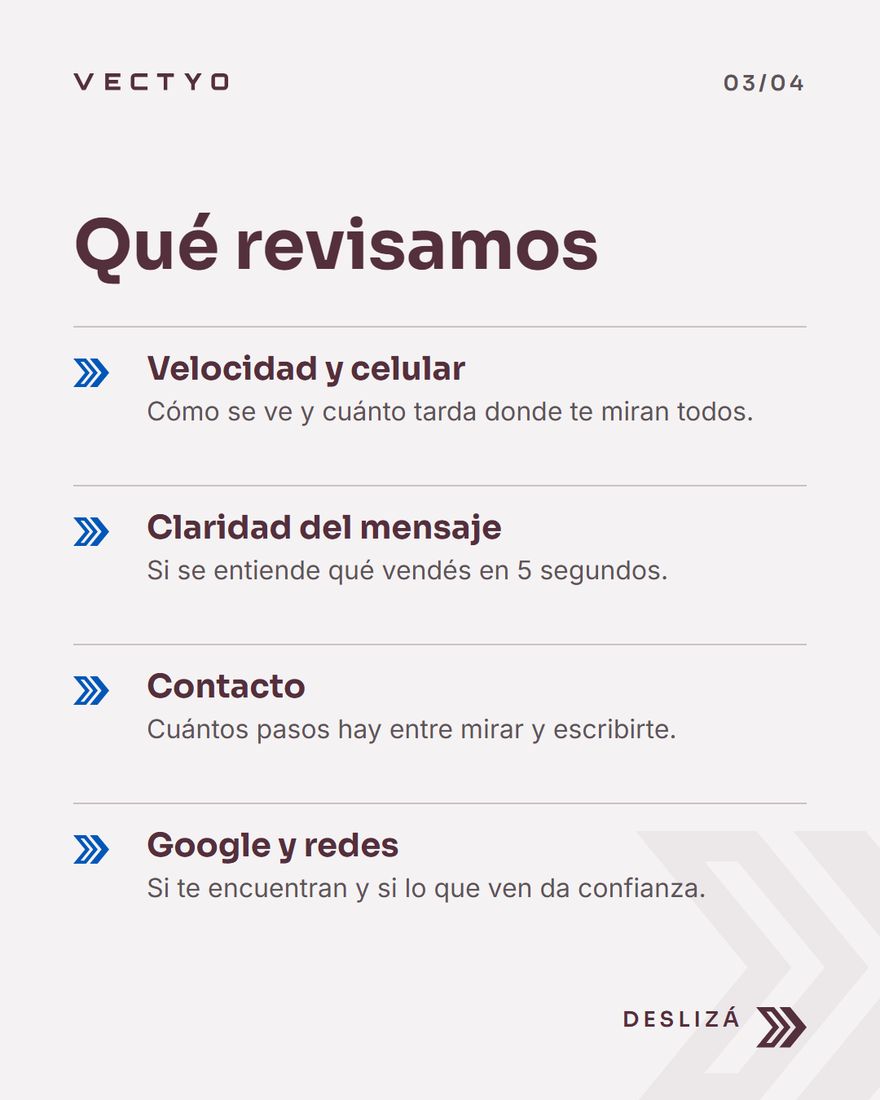 VECTYO
03/04
Qué revisamos
Velocidad y celular
Cómo se ve y cuánto tarda donde te miran todos.
Claridad del mensaje
Si se entiende qué vendés en 5 segundos.
Contacto
Cuántos pasos hay entre mirar y escribirte.
Google y redes
Si te encuentran y si lo que ven da confianza.
DESLIZÁ